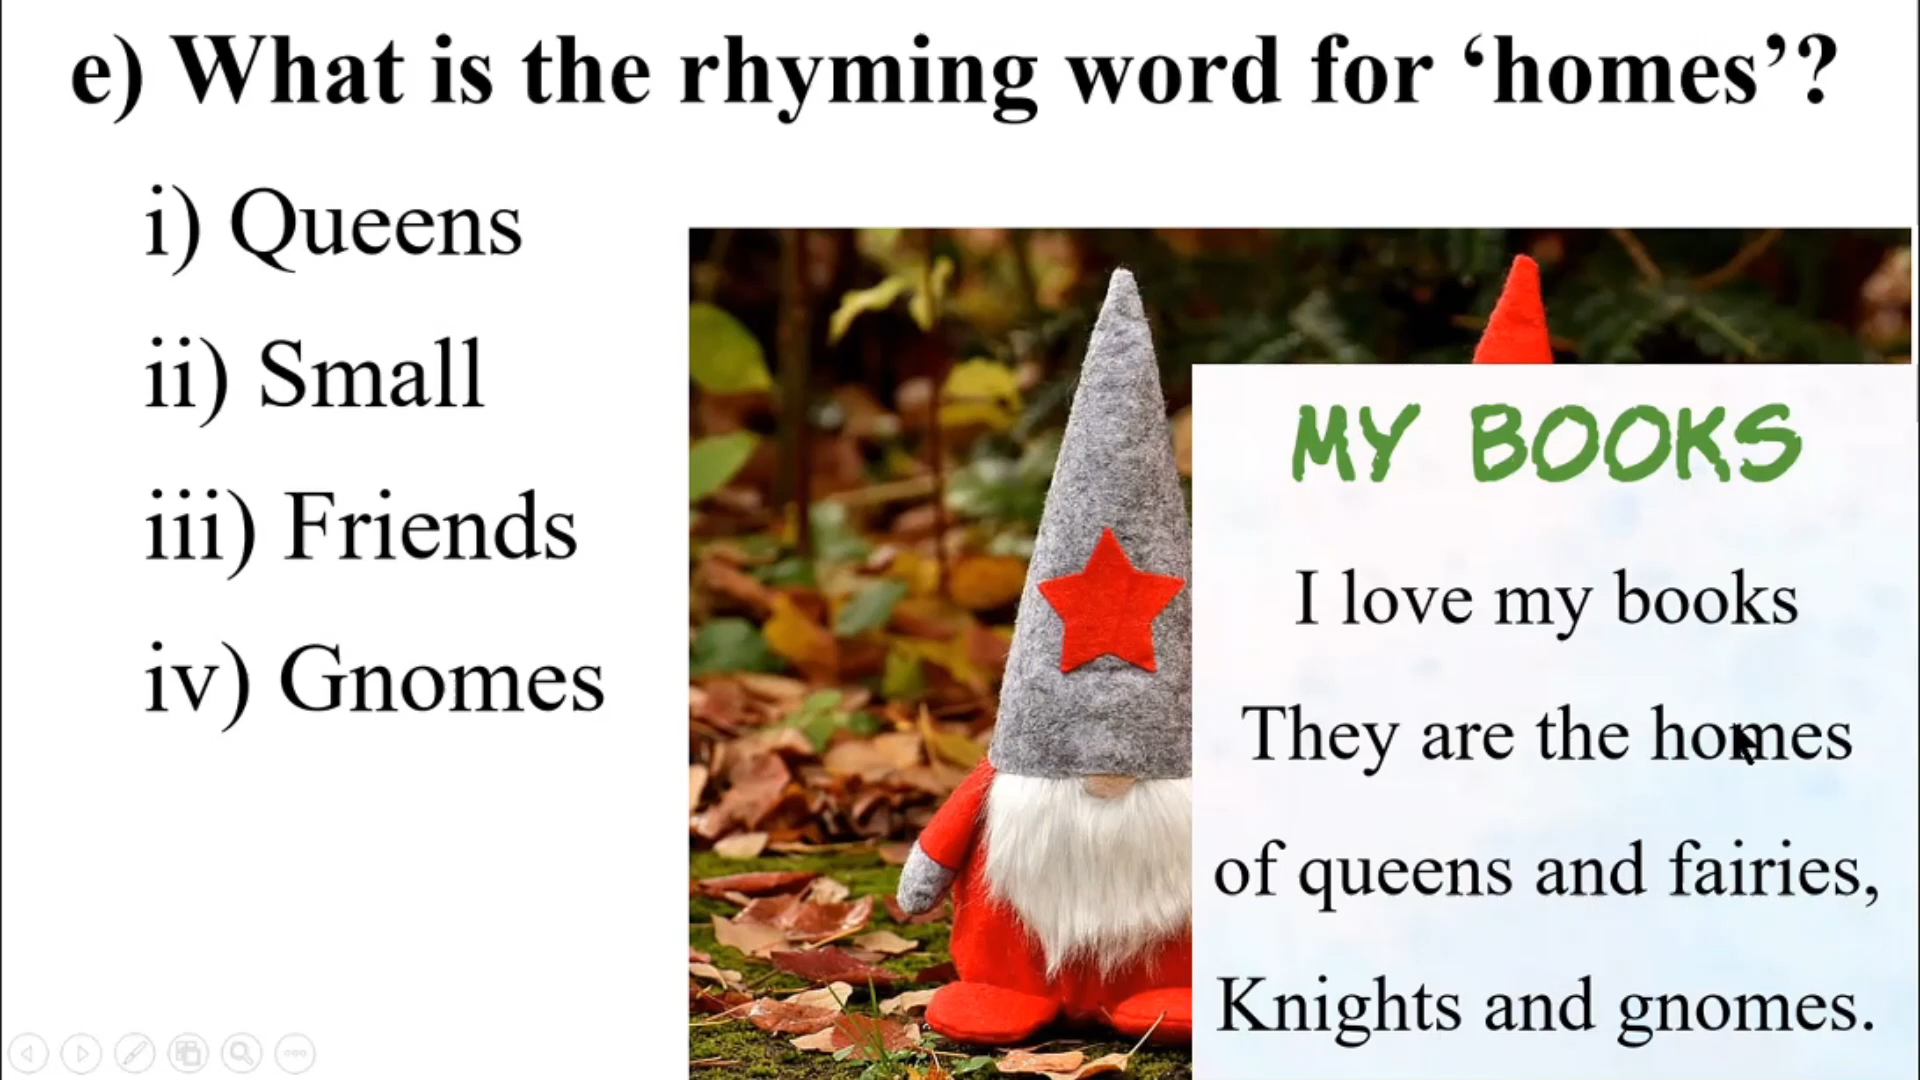 e) What is the rhyming word for ‘homes’?
i) Queens
ii) Small
iii) Friends
iv) Gnomes
MY BOOKS
I love my books
They are the homes
of queens and fairies,
Knights and gnomes.